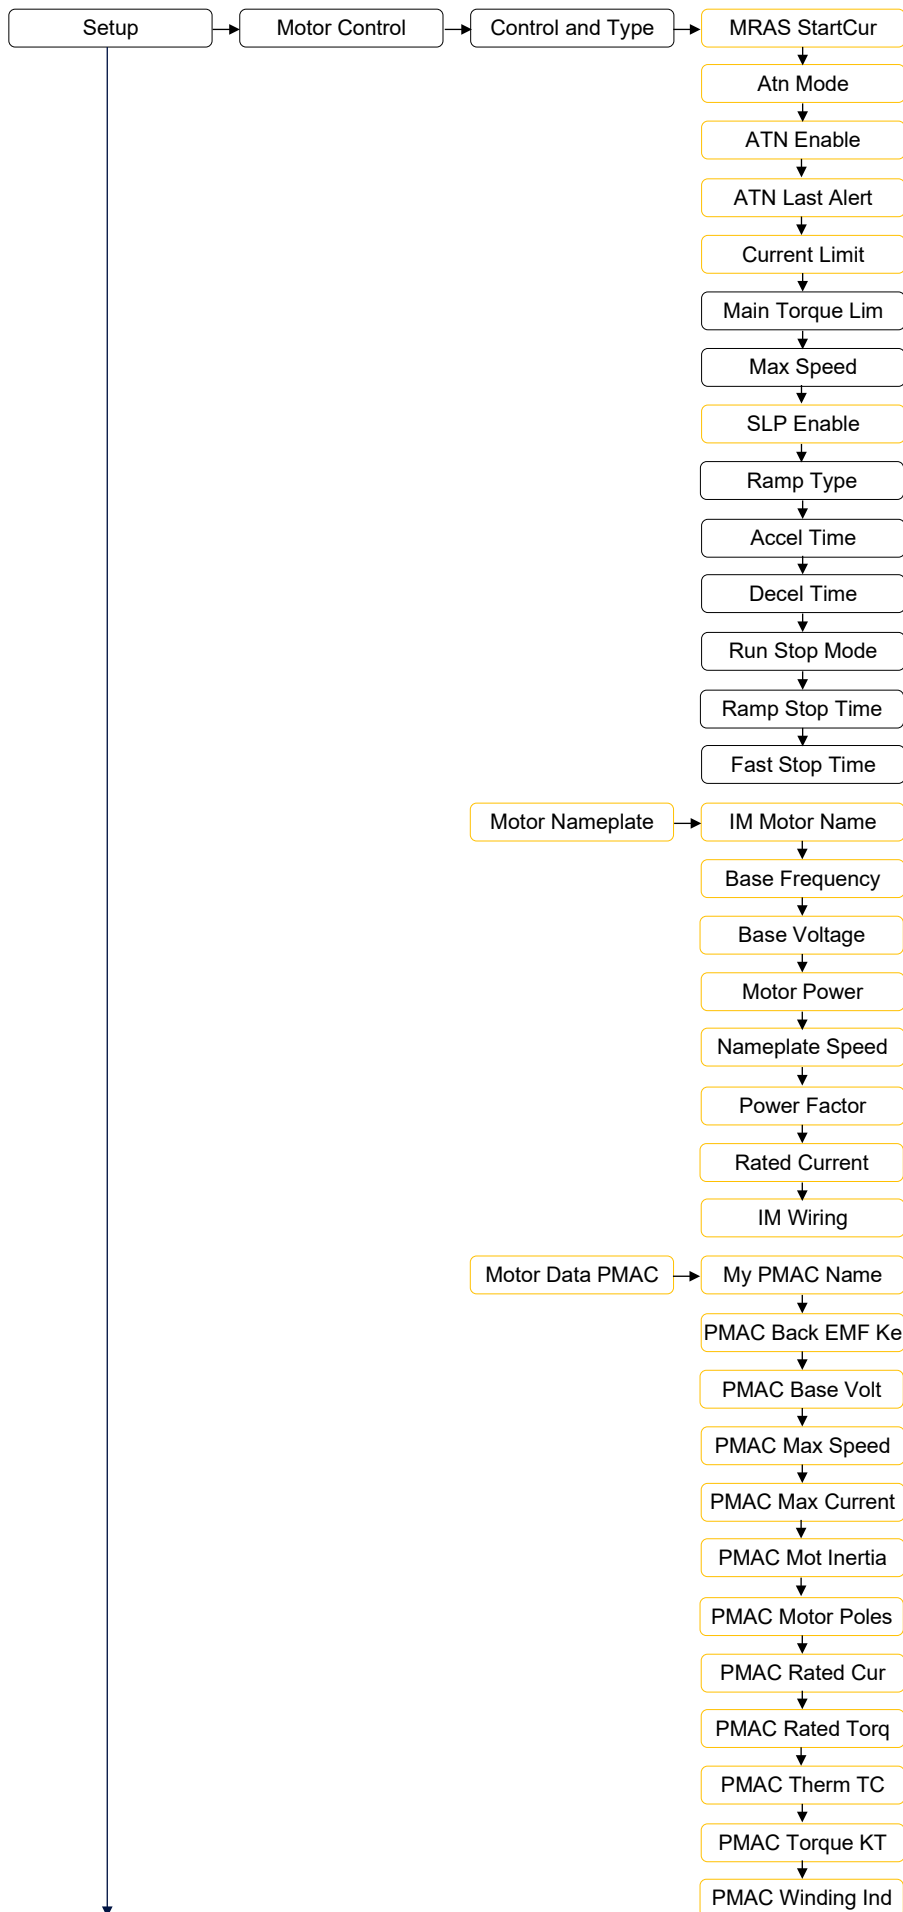 Setup
Motor Control
Control and Type
MRAS StartCur
Atn Mode
ATN Enable
ATN Last Alert
Current Limit
Main Torque Lim
Max Speed
SLP Enable
Ramp Type
Accel Time
Decel Time
Run Stop Mode
Ramp Stop Time
Fast Stop Time
Motor Nameplate
IM Motor Name
Base Frequency
Base Voltage
Motor Power
Nameplate Speed
Power Factor
Rated Current
IM Wiring
Motor Data PMAC
My PMAC Name
PMAC Back EMF Ke
PMAC Base Volt
PMAC Max Speed
PMAC Max Current
PMAC Mot Inertia
PMAC Motor Poles
PMAC Rated Cur
PMAC Rated Torq
PMAC Therm TC
PMAC Torque KT
PMAC Winding Ind